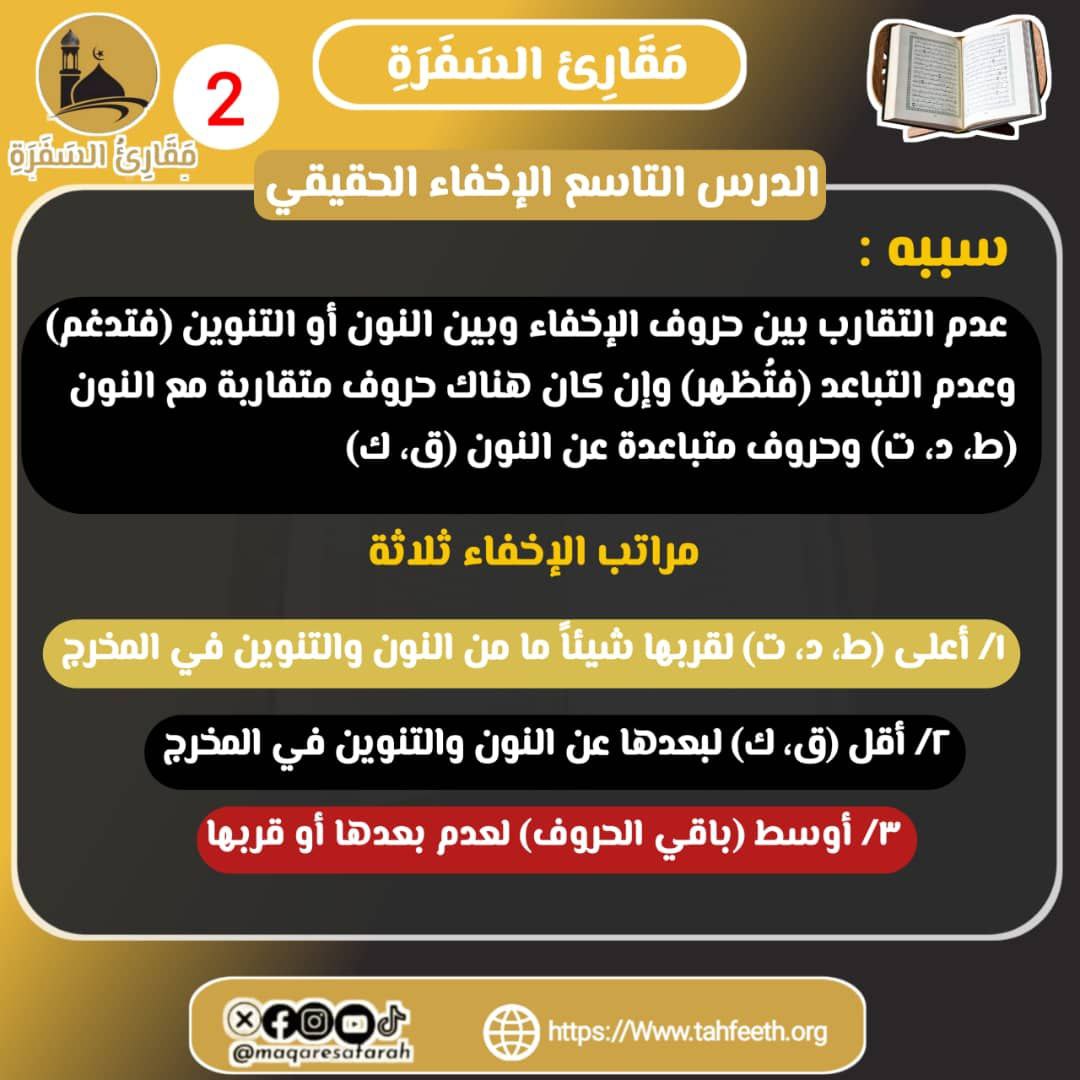 مَقَارِئ السَفَرَةِ
2
مَقَارِئُ السَفَرَةِ
الدرس التاسع الإخفاء الحقيقي
سببه :
عدم التقارب بين حروف الإخفاء وبين النون أو التنوين (فتدغم)
وعدم التباعد (فتُظهر) وإن كان هناك حروف متقاربة مع النون
(ط، د، ت) وحروف متباعدة عن النون (ق، ك)
مراتب الإخفاء ثلاثة
١/ أعلى (ط، د، ت) لقربها شيئاً ما من النون والتنوين في المخرج
٢/ أقل (ق، ك) لبعدها عن النون والتنوين في المخرج
٣/ أوسط (باقي الحروف) لعدم بعدها أو قربها
@maqaresafarah
https://Www.tahfeeth.org